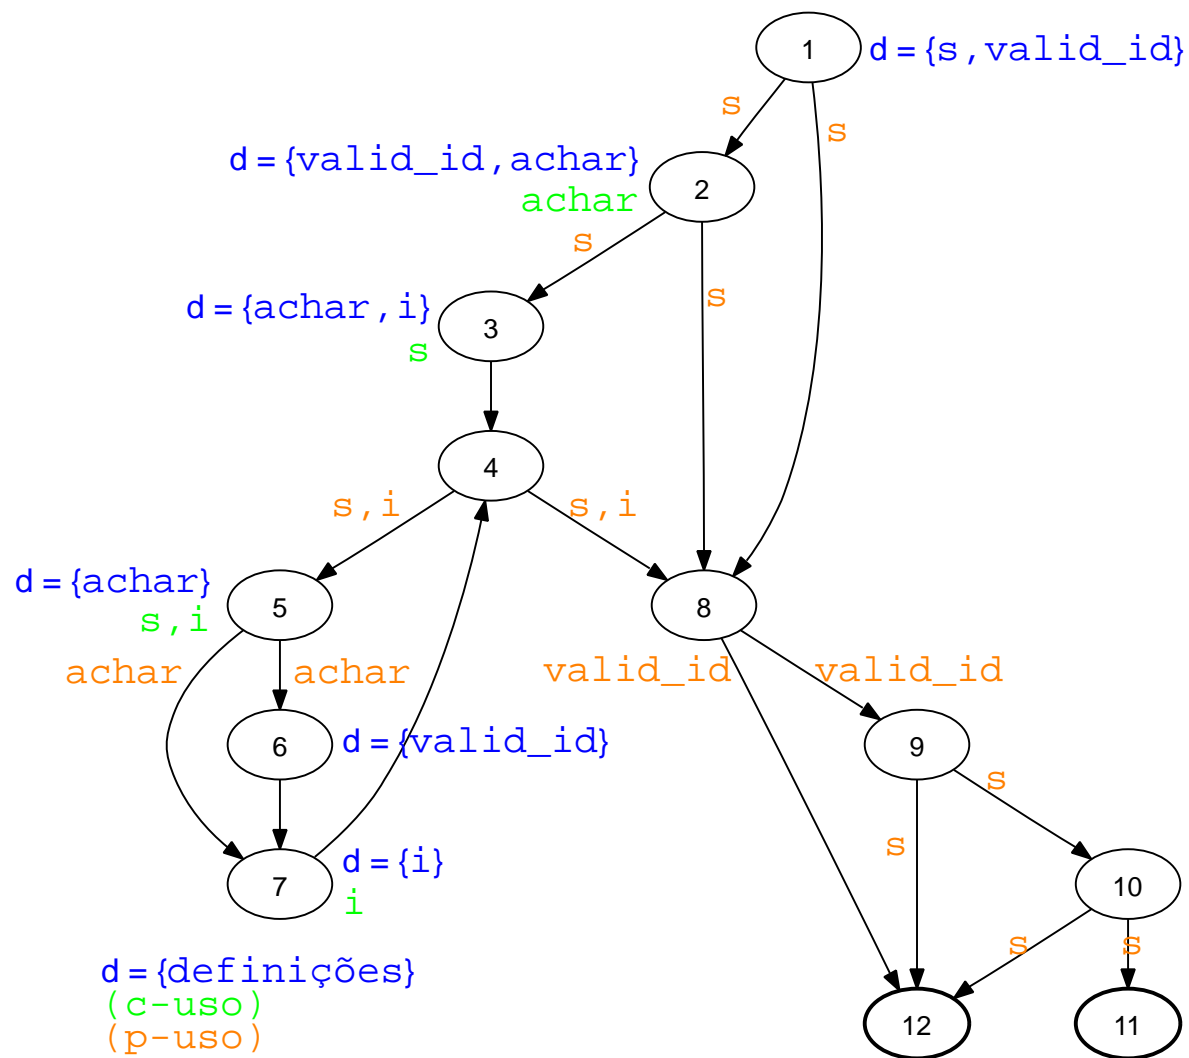 1
d = {s,valid_id}
s
s
d = {valid_id,achar}
2
achar
s
s
d = {achar,i}
3
s
4
s,i
s,i
d = {achar}
5
s,i
8
achar
achar
valid_id
valid_id
6
d = {valid_id}
9
s
s
7
d = {i}
i
10
s
s
d = {definições}
(c-uso)
(p-uso)
12
11